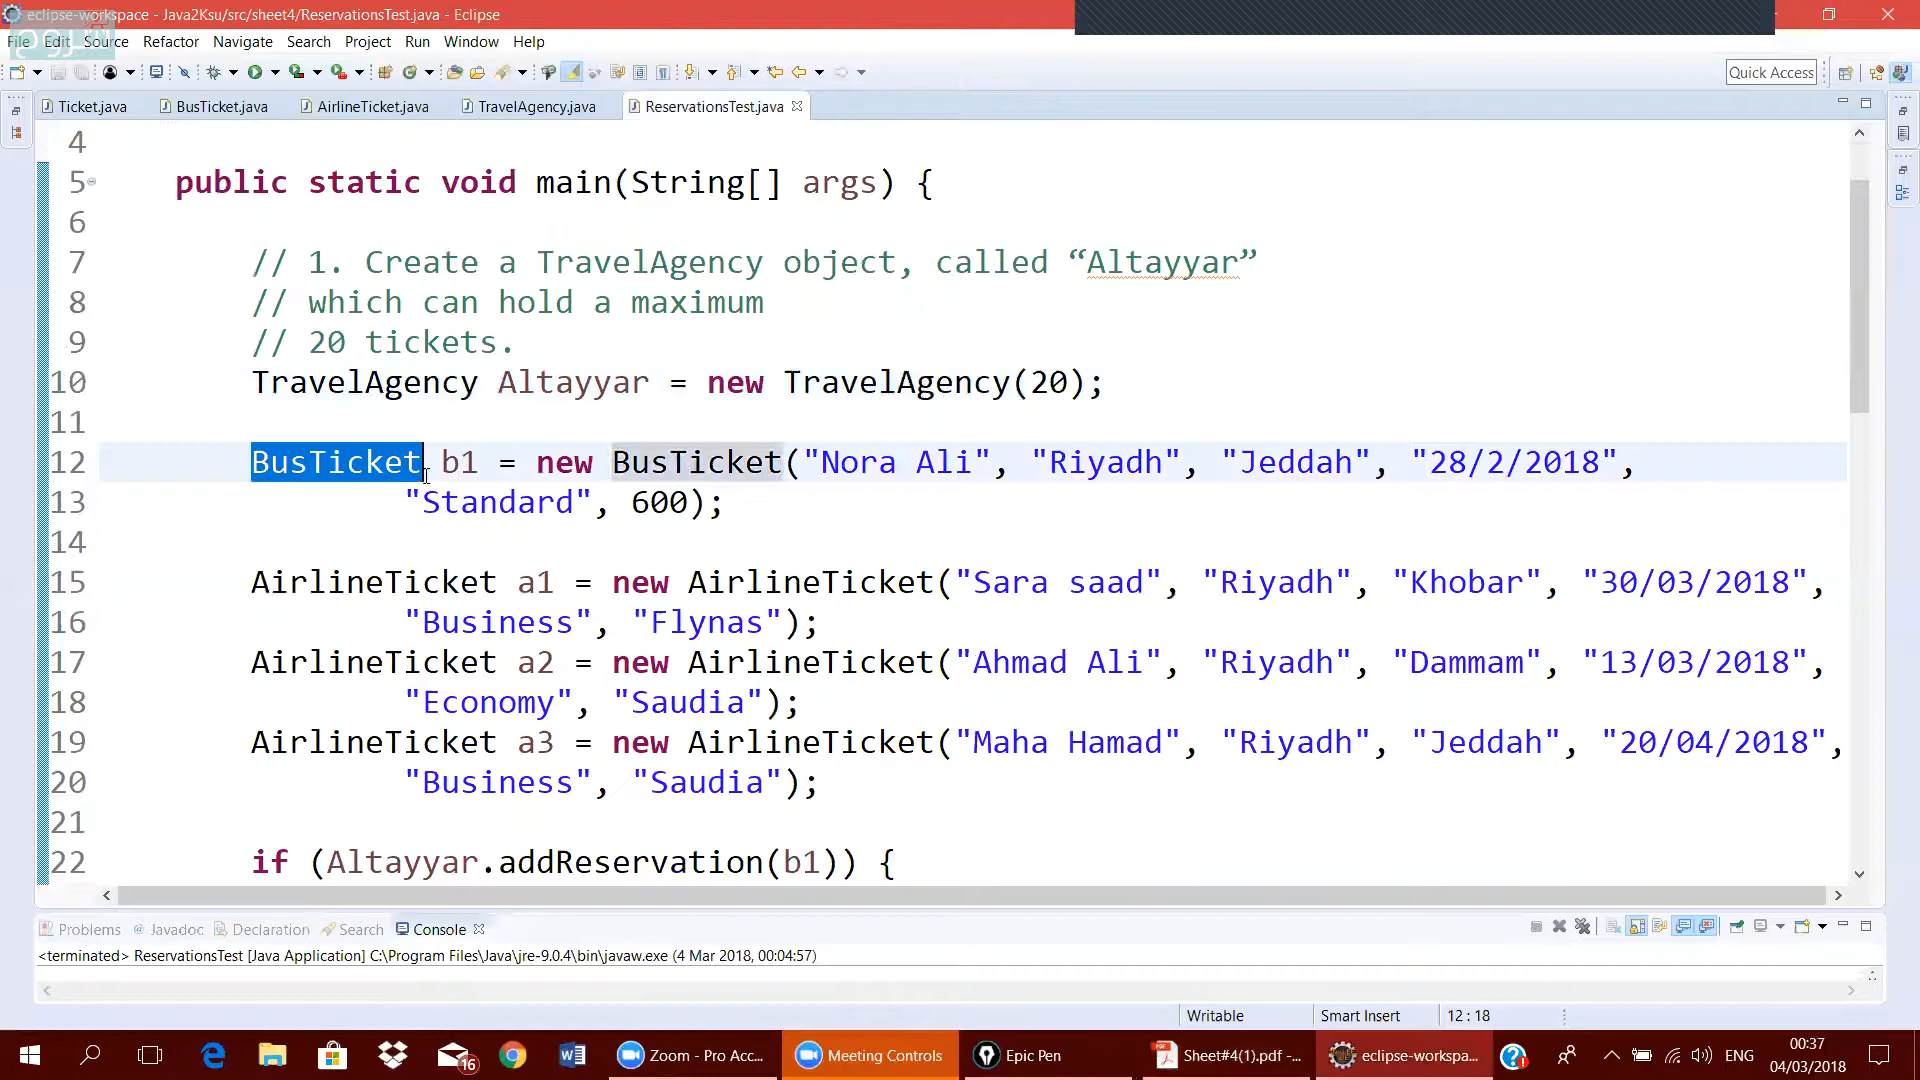 eclipse-workspace - Java2Ksu/src/sheet4/ReservationsTest.java - Eclipse
File Edit Source Refactor Navigate Search Project Run Window Help
Quick Access
Ticket.java BusTicket.java AirlineTicket.java TravelAgency.java ReservationsTest.java
4
5 public static void main(String[] args) {
6
7 // 1. Create a TravelAgency object, called “Altayyar”
8 // which can hold a maximum
9 // 20 tickets.
10 TravelAgency Altayyar = new TravelAgency(20);
11
12 BusTicket b1 = new BusTicket("Nora Ali", "Riyadh", "Jeddah", "28/2/2018",
13 "Standard", 600);
14
15 AirlineTicket a1 = new AirlineTicket("Sara saad", "Riyadh", "Khobar", "30/03/2018",
16 "Business", "Flynas");
17 AirlineTicket a2 = new AirlineTicket("Ahmad Ali", "Riyadh", "Dammam", "13/03/2018",
18 "Economy", "Saudia");
19 AirlineTicket a3 = new AirlineTicket("Maha Hamad", "Riyadh", "Jeddah", "20/04/2018",
20 "Business", "Saudia");
21
22 if (Altayyar.addReservation(b1)) {
Problems Javadoc Declaration Search Console
<terminated> ReservationsTest [Java Application] C:\Program Files\Java\jre-9.0.4\bin\javaw.exe (4 Mar 2018, 00:04:57)
Writable Smart Insert 12 : 18
16 Zoom - Pro Acc... Meeting Controls Epic Pen Sheet#4(1).pdf -... eclipse-workspa... ENG 00:37
04/03/2018